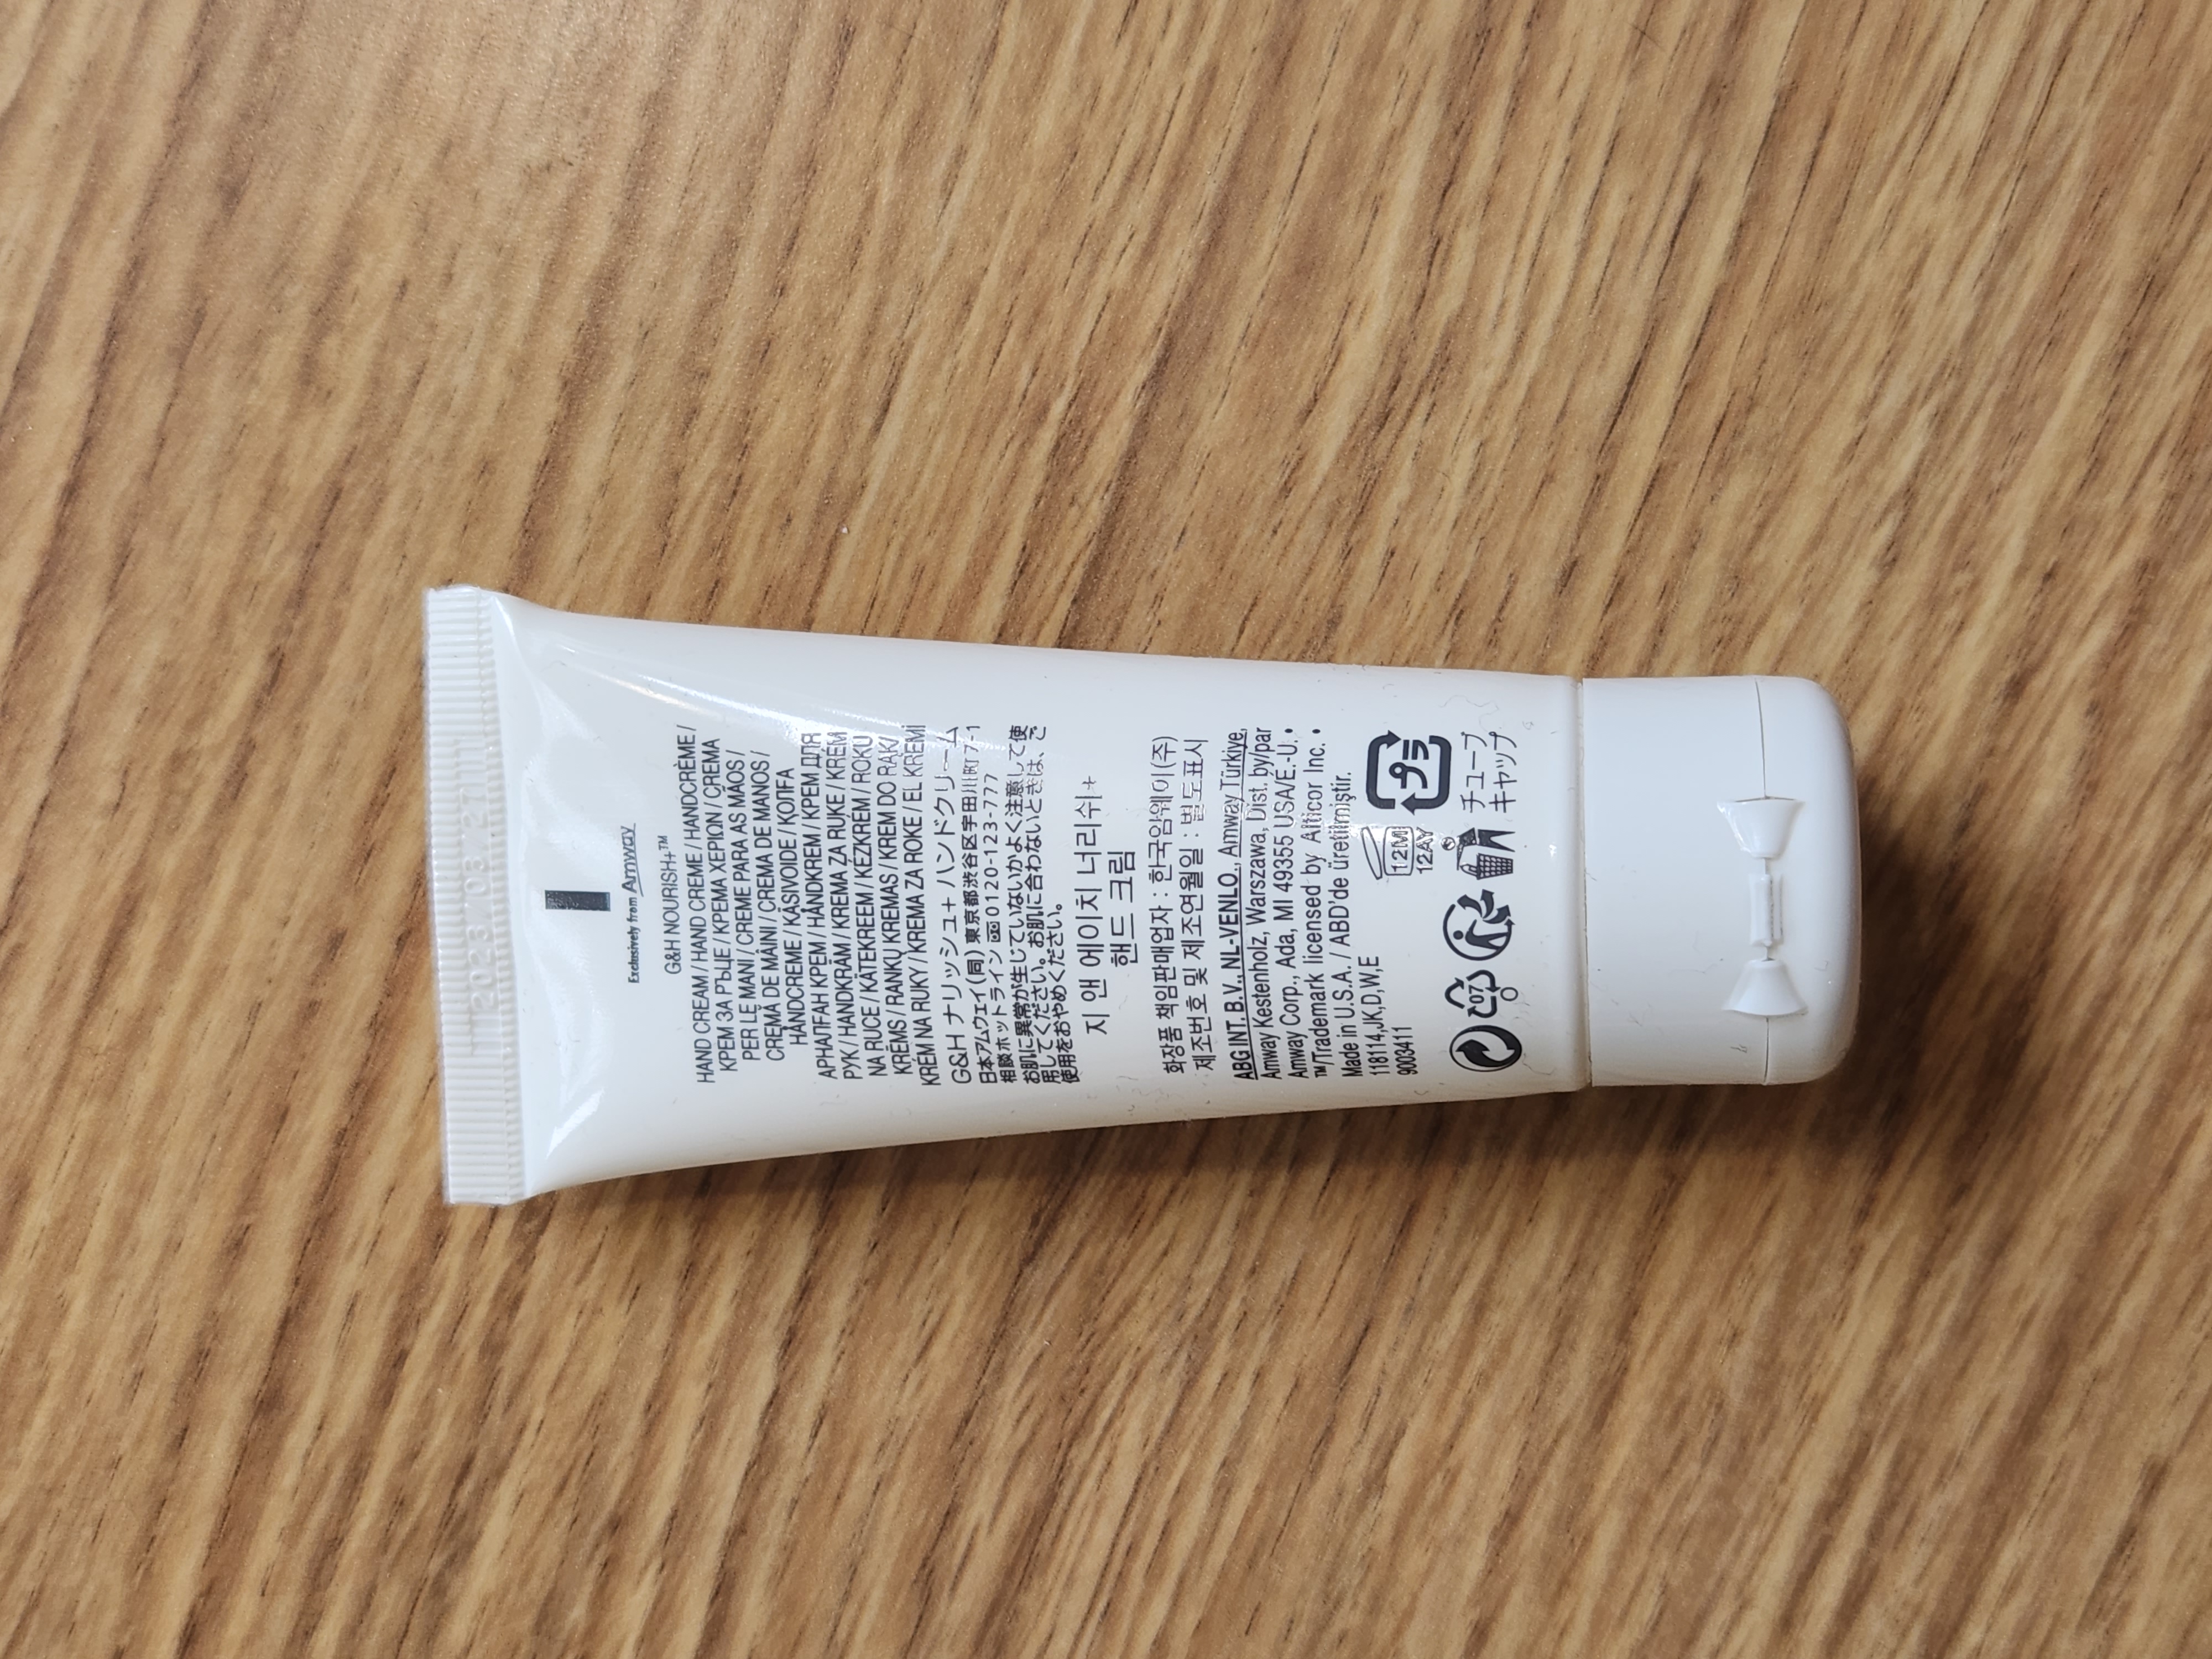 2023/03/27
Exclusively from Amway
G&H NOURISH+™
HAND CREAM / HAND CREME / HANDCRÈME /
КРЕМ ЗА РЪЦЕ / ΚΡΕΜΑ ΧΕΡΙΩΝ / CREMA
PER LE MANI / CREME PARA AS MÃOS /
CREMĂ DE MÂINI / CREMA DE MANOS /
HÅNDCREME / KÄSIVOIDE / ҚОЛҒА
АРНАЛҒАН КРЕМ / HÅNDKREM / КРЕМ ДЛЯ
РУК / HANDKRÄM / KREMA ZA RUKE / KRÉM
NA RUCE / KÄTEKREEM / KÉZKRÉM / ROKU
KRĒMS / RANKŲ KREMAS / KREM DO RĄK/
KRÉM NA RUKY / KREMA ZA ROKE / EL KREMİ
G&H ナリッシュ+ ハンドクリーム
日本アムウェイ(同) 東京都渋谷区宇田川町7-1
相談ホットライン 0120-123-777
お肌に異常が生じていないかよく注意して使
用してください。お肌に合わないときは、ご
使用をおやめください。
지 앤 에이치 너리쉬+
핸드 크림
화장품 책임판매업자 : 한국암웨이(주)
제조번호 및 제조연월일 : 별도표시
ABG INT. B.V., NL-VENLO., Amway Türkiye,
Amway Kestenholz, Warszawa, Dist. by/par
Amway Corp., Ada, MI 49355 USA/É.-U. •
™/Trademark licensed by Alticor Inc. •
Made in U.S.A. / ABD'de üretilmiştir.
118114,JK,D,W,E
9003411
12M
12AY
プラ
07
O
チューブ
キャップ